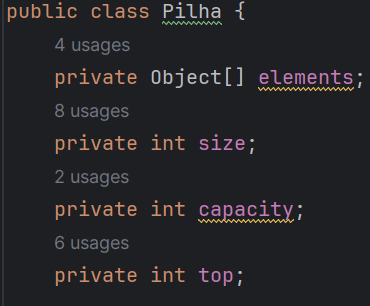 public class Pilha {
4 usages
private Object[] elements;
8 usages
private int size;
2 usages
private int capacity;
6 usages
private int top;